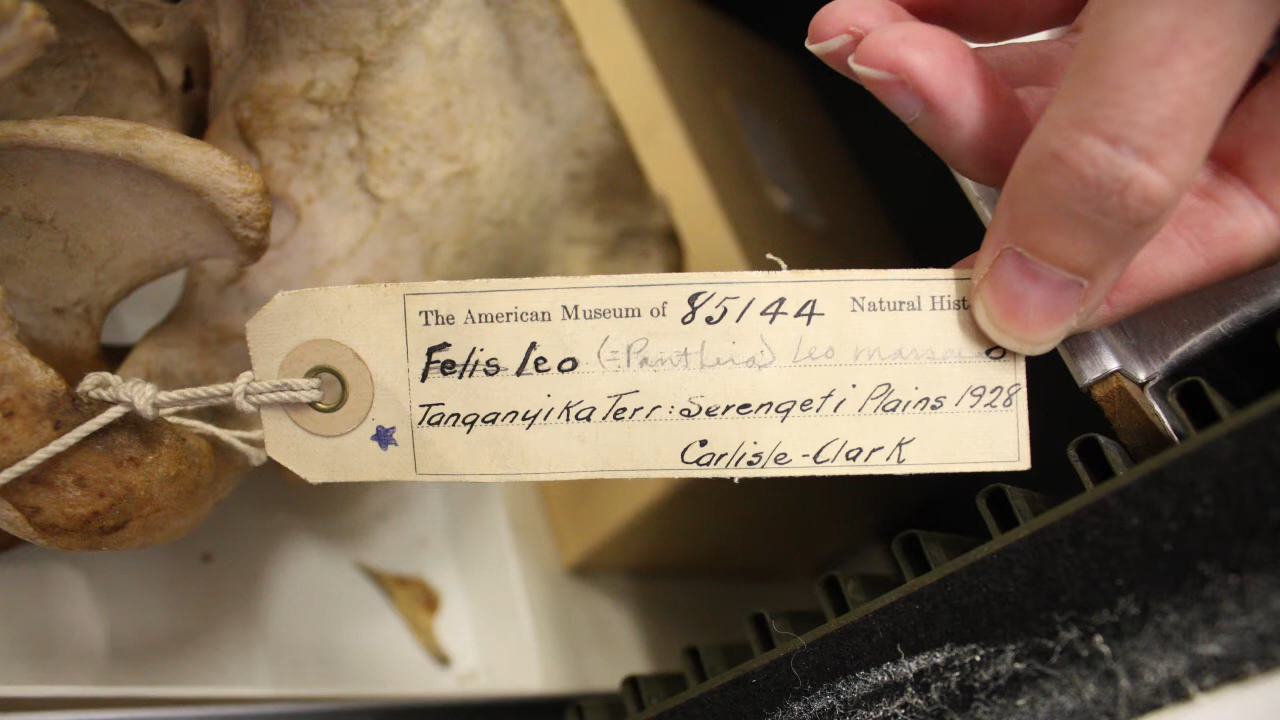 The American Museum of 85144 Natural Hist
Felis leo (=Panthera) leo
Tanganyika Terr: Serengeti Plains 1928
Carlisle-Clark